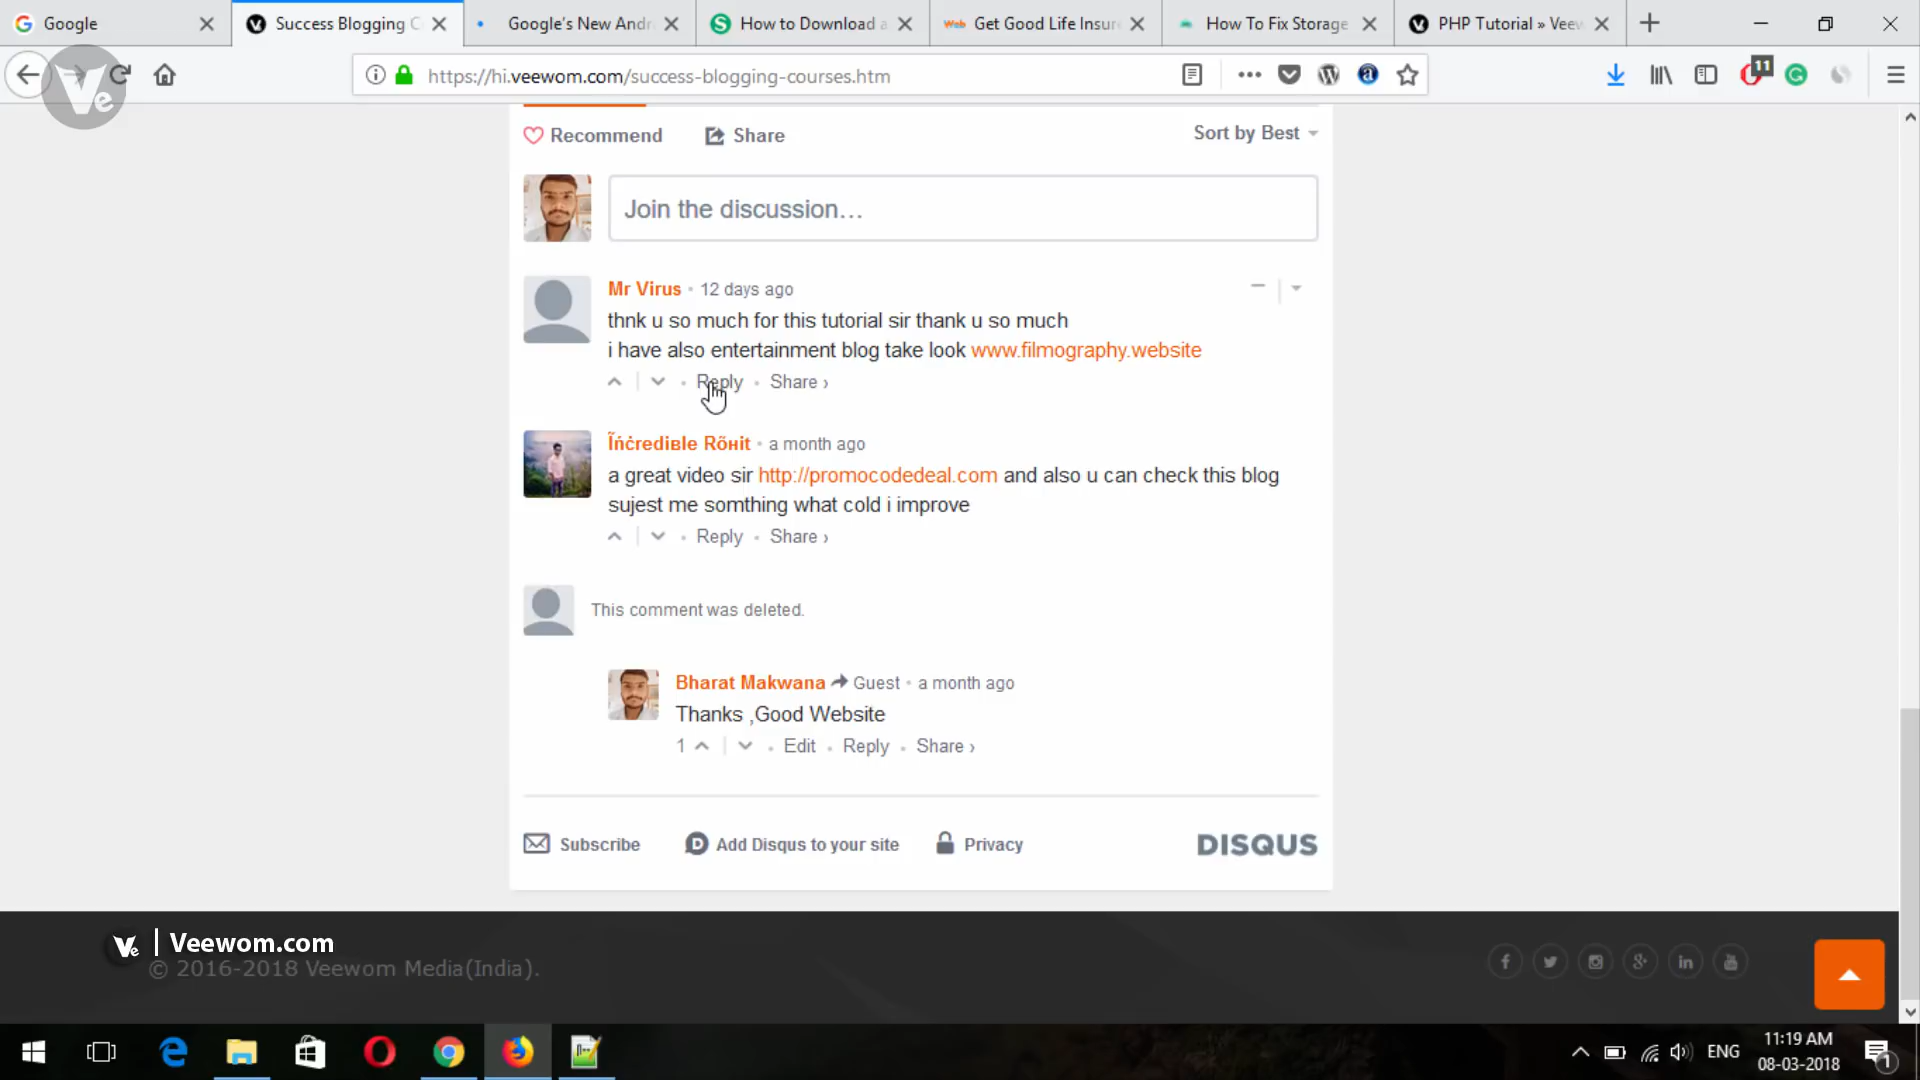 Google
Success Blogging C
Google's New Andr
How to Download a
Web Get Good Life Insur
How To Fix Storage
PHP Tutorial » Veew
https://hi.veewom.com/success-blogging-courses.htm
11
Recommend
Share
Sort by Best
Join the discussion…
Mr Virus • 12 days ago
thnk u so much for this tutorial sir thank u so much
i have also entertainment blog take look www.filmography.website
Reply • Share ›
Ĩńċrediвle Rõнit • a month ago
a great video sir http://promocodedeal.com and also u can check this blog
sujest me somthing what cold i improve
Reply • Share ›
This comment was deleted.
Bharat Makwana Guest • a month ago
Thanks ,Good Website
1 • Edit • Reply • Share ›
Subscribe
Add Disqus to your site
Privacy
DISQUS
Ve | Veewom.com
© 2016-2018 Veewom Media(India).
ENG
11:19 AM
08-03-2018
1